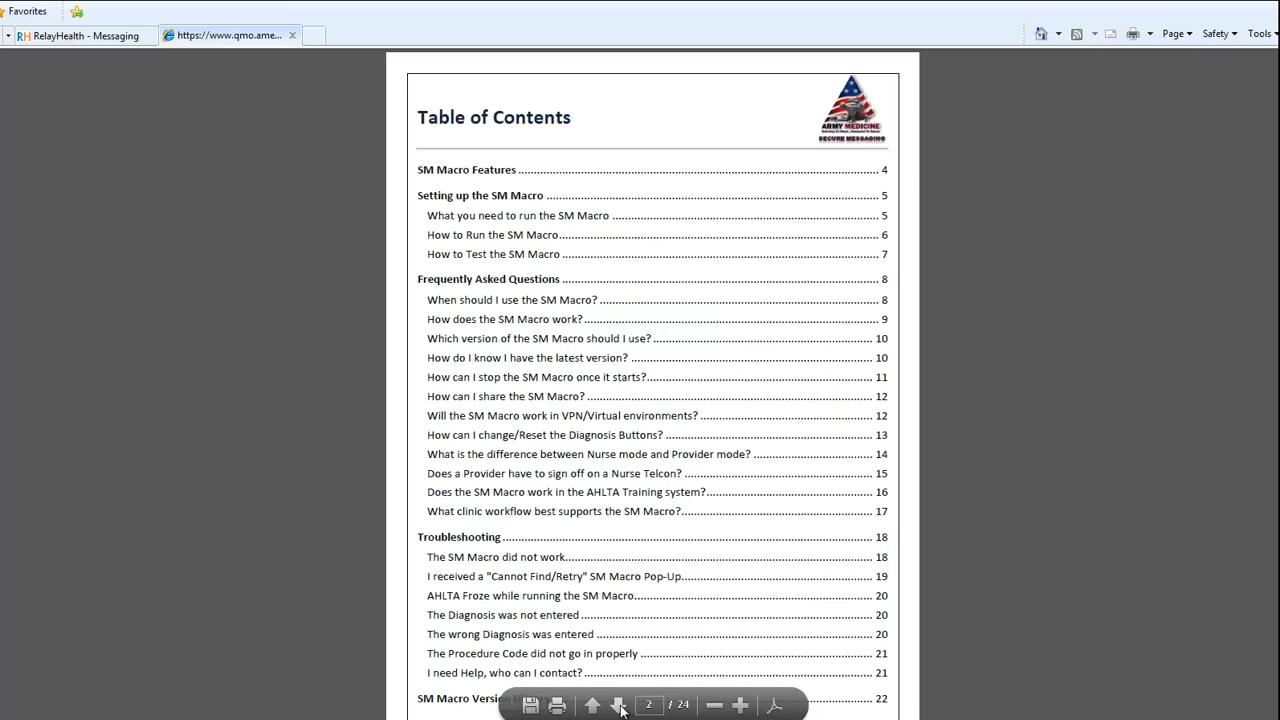 Favorites
RH RelayHealth - Messaging
https://www.qmo.ame...
Page
Safety
Tools
Table of Contents
ARMY MEDICINE
SECURE MESSAGING
SM Macro Features 4
Setting up the SM Macro 5
What you need to run the SM Macro 5
How to Run the SM Macro 6
How to Test the SM Macro 7
Frequently Asked Questions 8
When should I use the SM Macro? 8
How does the SM Macro work? 9
Which version of the SM Macro should I use? 10
How do I know I have the latest version? 10
How can I stop the SM Macro once it starts? 11
How can I share the SM Macro? 12
Will the SM Macro work in VPN/Virtual environments? 12
How can I change/Reset the Diagnosis Buttons? 13
What is the difference between Nurse mode and Provider mode? 14
Does a Provider have to sign off on a Nurse Telcon? 15
Does the SM Macro work in the AHLTA Training system? 16
What clinic workflow best supports the SM Macro? 17
Troubleshooting 18
The SM Macro did not work 18
I received a "Cannot Find/Retry" SM Macro Pop-Up 19
AHLTA Froze while running the SM Macro 20
The Diagnosis was not entered 20
The wrong Diagnosis was entered 20
The Procedure Code did not go in properly 21
I need Help, who can I contact? 21
SM Macro Version History 22
2 / 24